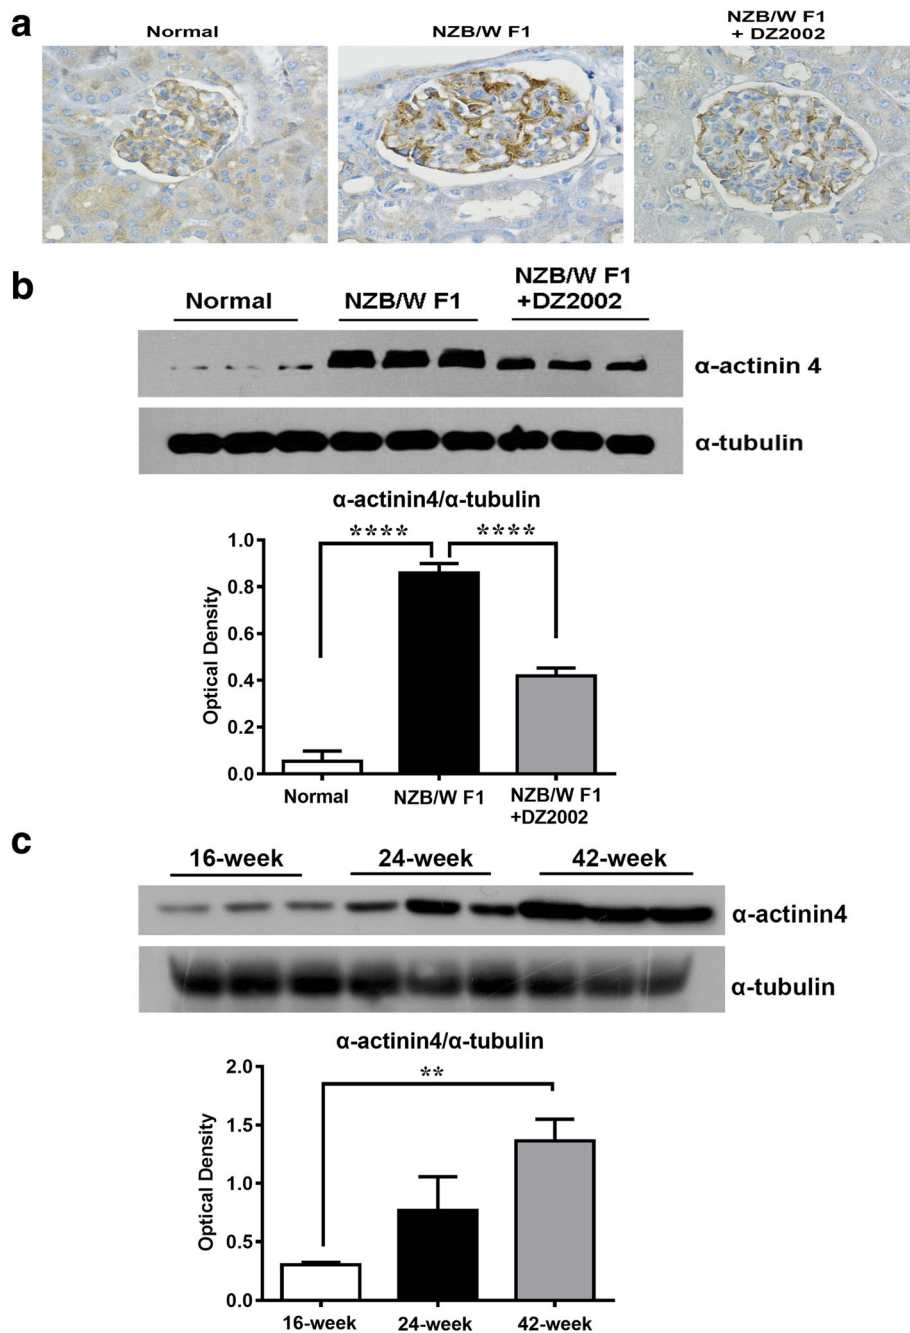 a
Normal
NZB/W F1
NZB/W F1
+ DZ2002
b
Normal
NZB/W F1
NZB/W F1
+DZ2002
α-actinin 4
α-tubulin
α-actinin4/α-tubulin
****
****
Optical Density
1.0
0.8
0.6
0.4
0.2
0.0
Normal
NZB/W F1
NZB/W F1
+DZ2002
c
16-week
24-week
42-week
α-actinin4
α-tubulin
α-actinin4/α-tubulin
**
Optical Density
2.0
1.5
1.0
0.5
0.0
16-week
24-week
42-week